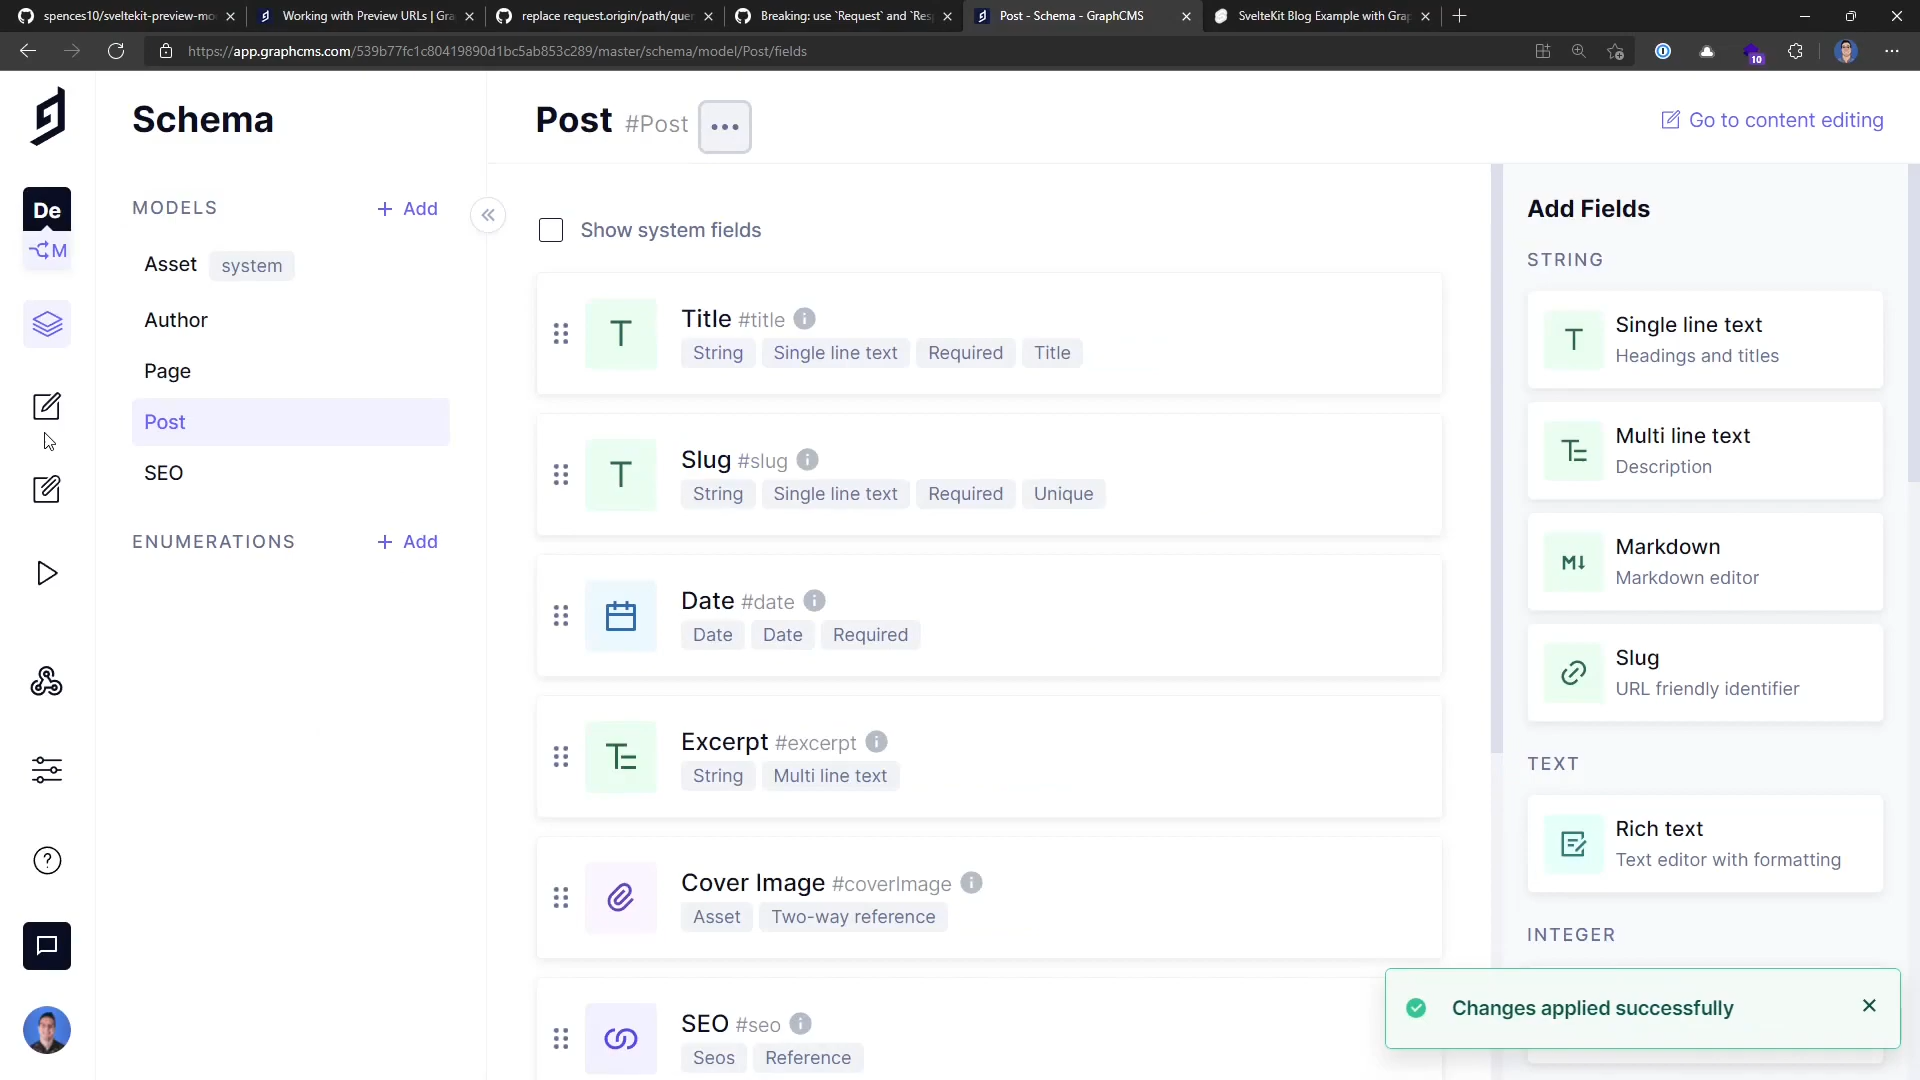 spences10/sveltekit-preview-mo
Working with Preview URLs | Gra
replace request.origin/path/quer
Breaking: use `Request` and `Resp
Post - Schema - GraphCMS
SvelteKit Blog Example with Grap
https://app.graphcms.com/539b77fc1c80419890d1bc5ab853c289/master/schema/model/Post/fields
10
Schema
Post #Post
Go to content editing
De
M
MODELS
+ Add
Asset system
Author
Page
Post
SEO
ENUMERATIONS
+ Add
Show system fields
T
Title #title
String Single line text Required Title
T
Slug #slug
String Single line text Required Unique
Date #date
Date Date Required
Excerpt #excerpt
String Multi line text
Cover Image #coverImage
Asset Two-way reference
SEO #seo
Seos Reference
Add Fields
STRING
T
Single line text
Headings and titles
Multi line text
Description
Markdown
Markdown editor
Slug
URL friendly identifier
TEXT
Rich text
Text editor with formatting
INTEGER
Changes applied successfully